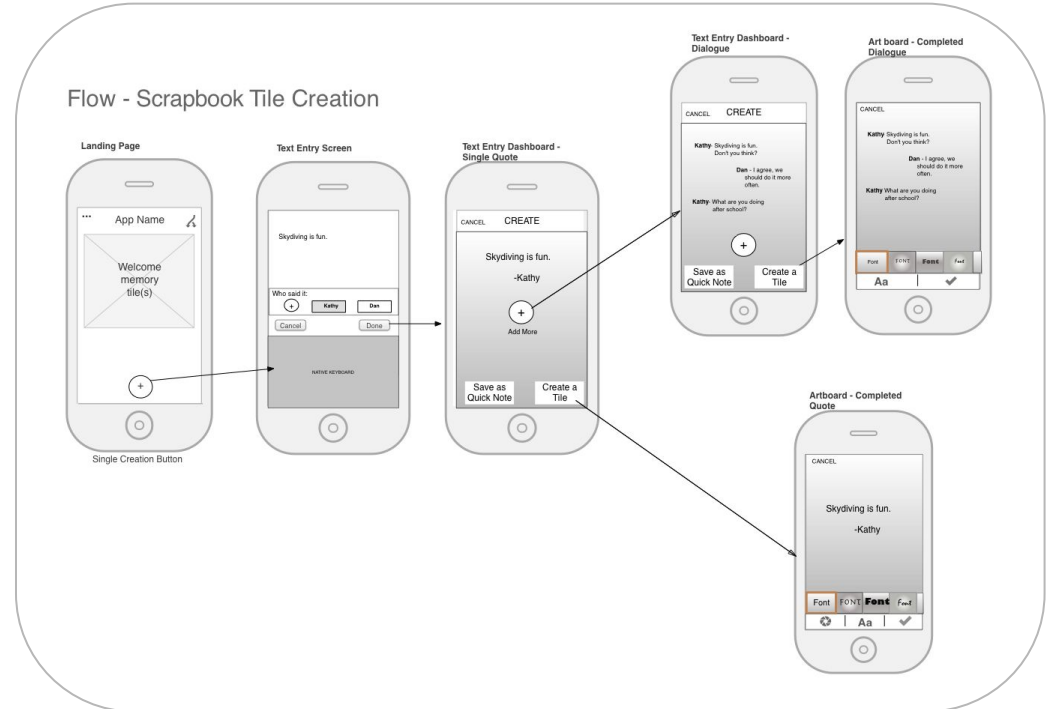 Flow - Scrapbook Tile Creation
Landing Page
...
App Name
Welcome
memory
tile(s)
+
Single Creation Button
Text Entry Screen
Skydiving is fun.
Who said it:
+ Kathy Dan
Cancel Done
NATIVE KEYBOARD
Text Entry Dashboard -
Single Quote
CANCEL CREATE
Skydiving is fun.
-Kathy
+
Add More
Save as
Quick Note
Create a
Tile
Text Entry Dashboard -
Dialogue
CANCEL CREATE
Kathy- Skydiving is fun.
Don't you think?
Dan - I agree, we
should do it more
often.
Kathy- What are you doing
after school?
+
Save as
Quick Note
Create a
Tile
Art board - Completed
Dialogue
CANCEL
Kathy- Skydiving is fun.
Don't you think?
Dan - I agree, we
should do it more
often.
Kathy What are you doing
after school?
Font FONT Font Font
Aa
Artboard - Completed
Quote
CANCEL
Skydiving is fun.
-Kathy
Font FONT Font Font
Aa